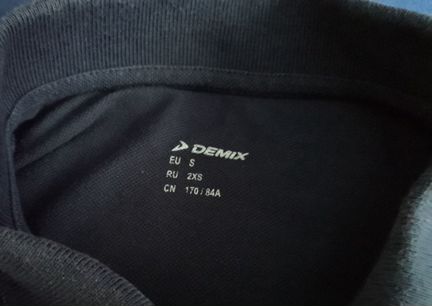 DEMIX
EU S
RU 2XS
CN 170 / 84A